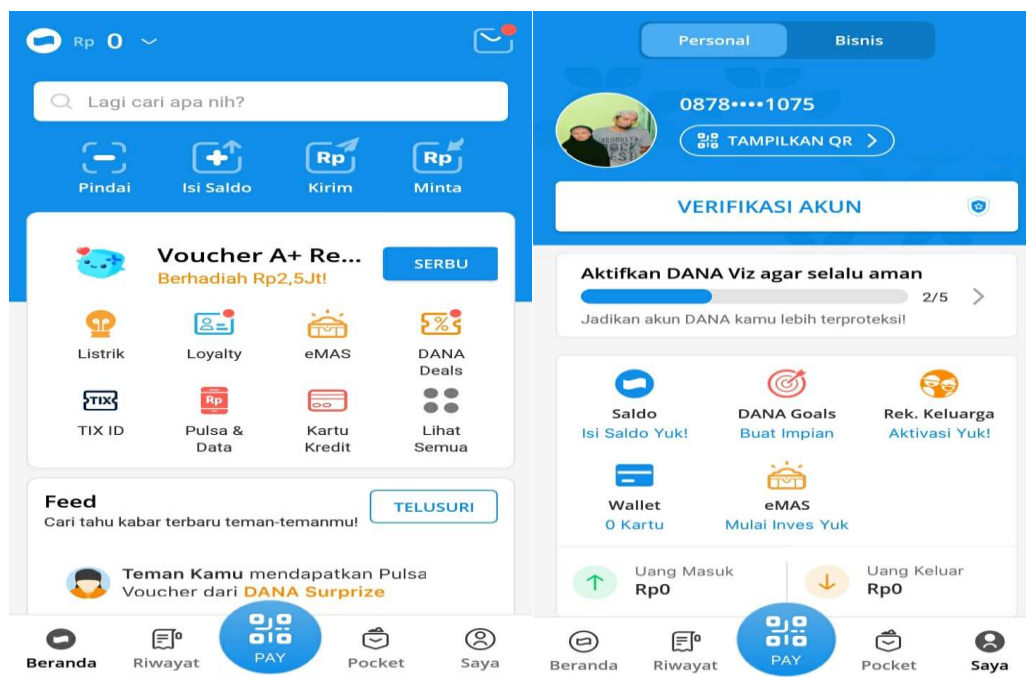 Rp 0
Lagi cari apa nih?
Pindai
Isi Saldo
Rp
Kirim
Rp
Minta
Voucher A+ Re...
Berhadiah Rp2,5Jt!
SERBU
Listrik
Loyalty
eMAS
DANA
Deals
TIX
TIX ID
Rp
Pulsa &
Data
Kartu
Kredit
Lihat
Semua
Feed
Cari tahu kabar terbaru teman-temanmu!
TELUSURI
Teman Kamu mendapatkan Pulsa
Voucher dari DANA Surprize
Beranda
Riwayat
PAY
Pocket
Saya
Personal
Bisnis
0878••••1075
TAMPILKAN QR
VERIFIKASI AKUN
Aktifkan DANA Viz agar selalu aman
2/5
Jadikan akun DANA kamu lebih terproteksi!
Saldo
Isi Saldo Yuk!
DANA Goals
Buat Impian
Rek. Keluarga
Aktivasi Yuk!
Wallet
0 Kartu
eMAS
Mulai Inves Yuk
Uang Masuk
Rp0
Uang Keluar
Rp0
Beranda
Riwayat
PAY
Pocket
Saya